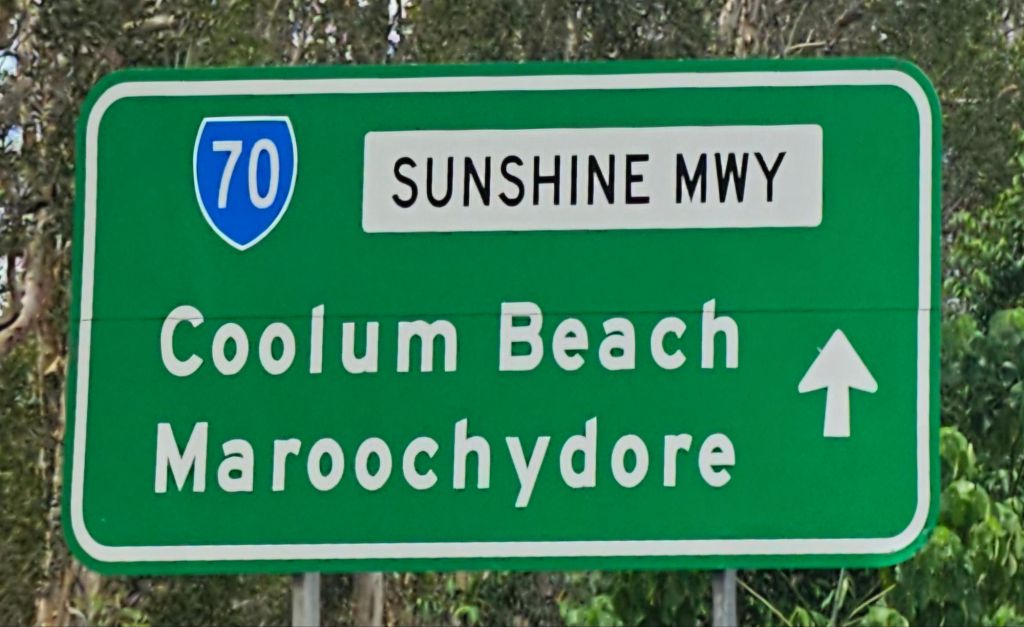 70 SUNSHINE MWY
Coolum Beach
Maroochydore